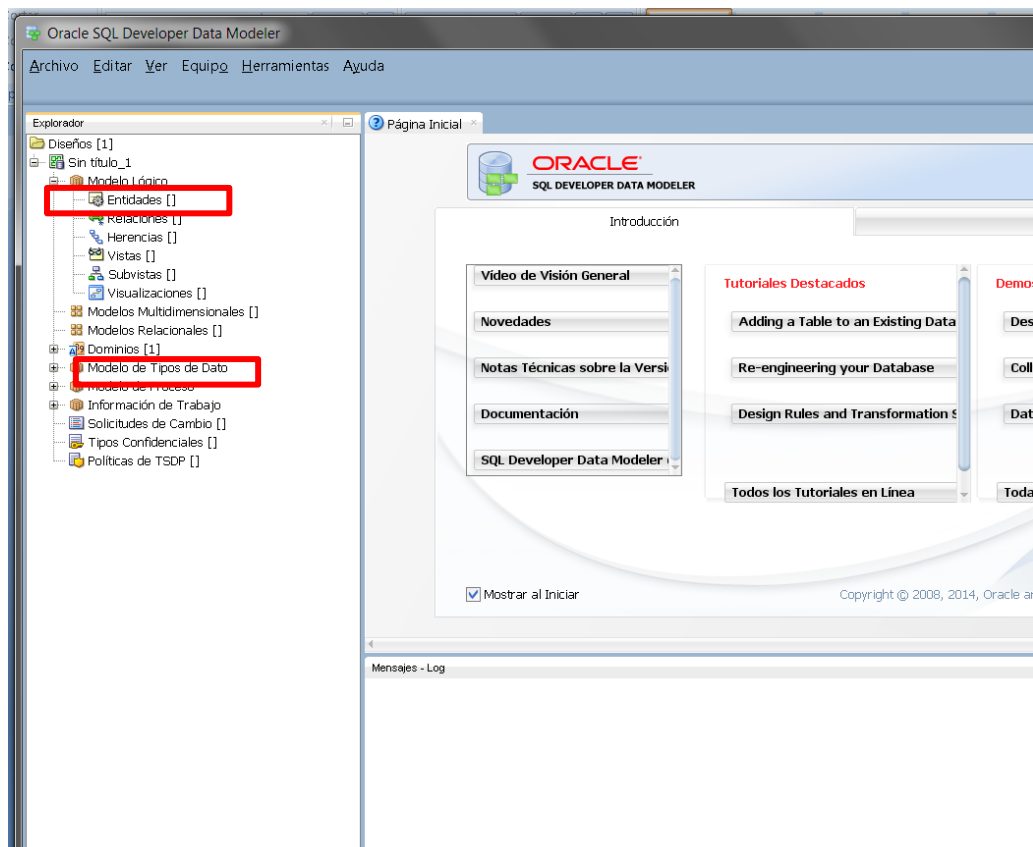 Oracle SQL Developer Data Modeler
Archivo Editar Ver Equipo Herramientas Ayuda
Explorador
Página Inicial
Diseños [1]
Sin título_1
Modelo Lógico
Entidades []
Relaciones []
Herencias []
Vistas []
Subvistas []
Visualizaciones []
Modelos Multidimensionales []
Modelos Relacionales []
Dominios [1]
Modelo de Tipos de Dato
Modelo de Proceso
Información de Trabajo
Solicitudes de Cambio []
Tipos Confidenciales []
Políticas de TSDP []
ORACLE
SQL DEVELOPER DATA MODELER
Introducción
Vídeo de Visión General
Novedades
Notas Técnicas sobre la Versi
Documentación
SQL Developer Data Modeler
Tutoriales Destacados
Adding a Table to an Existing Data
Re-engineering your Database
Design Rules and Transformation S
Todos los Tutoriales en Línea
Demos
Des
Coll
Dat
Toda
Mostrar al Iniciar
Copyright © 2008, 2014, Oracle an
Mensajes - Log